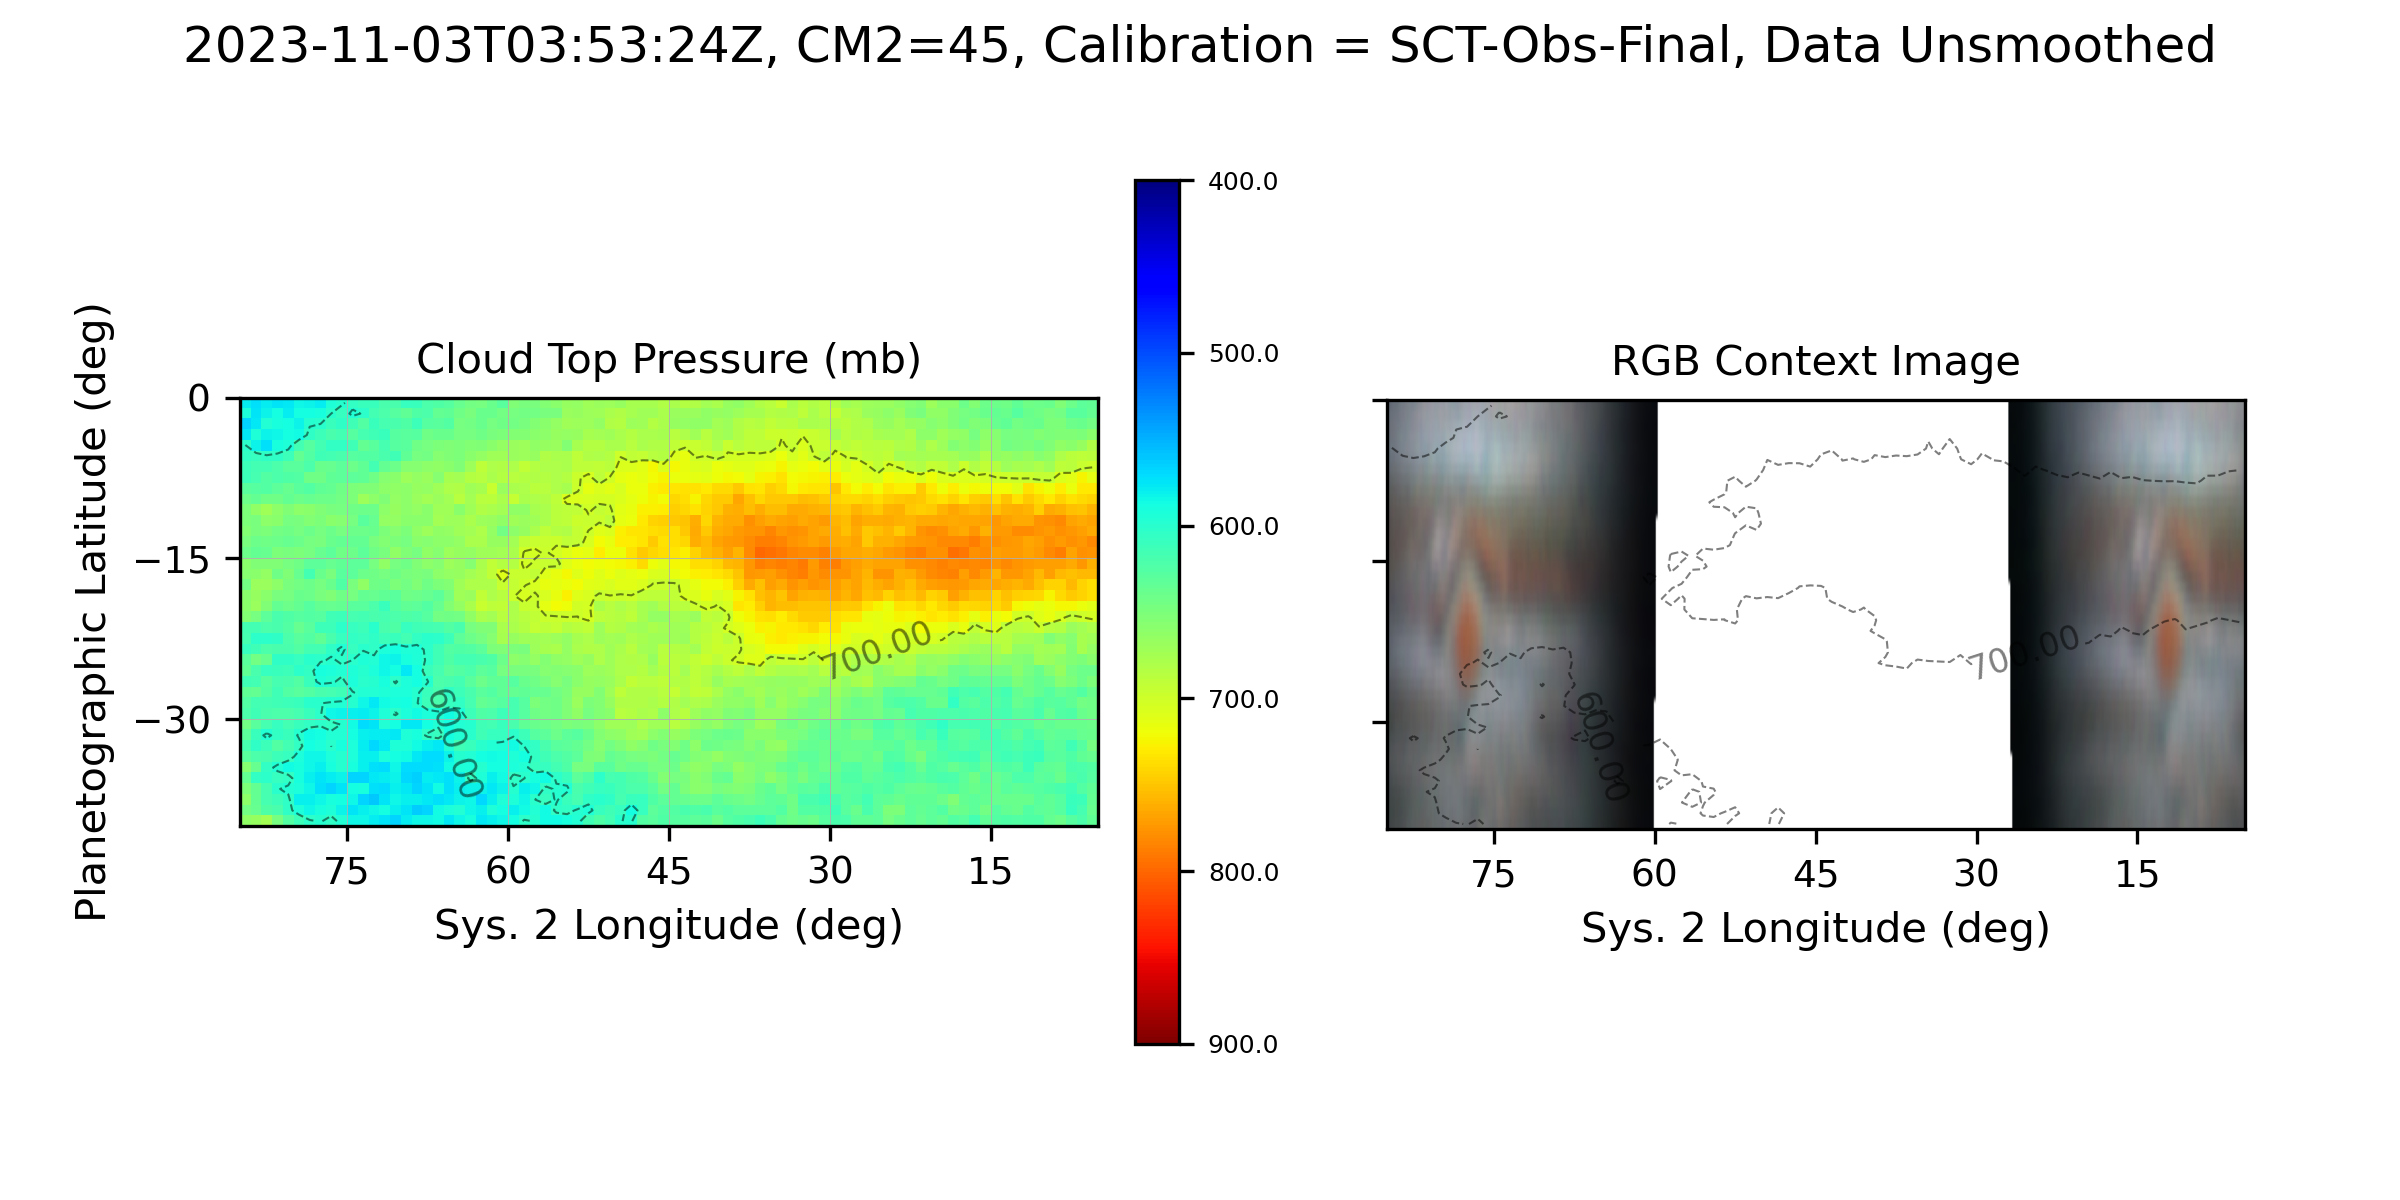 2023-11-03T03:53:24Z, CM2=45, Calibration = SCT-Obs-Final, Data Unsmoothed
Cloud Top Pressure (mb)
Planetographic Latitude (deg)
0
−15
−30
700.00
600.00
75 60 45 30 15
Sys. 2 Longitude (deg)
400.0
500.0
600.0
700.0
800.0
900.0
RGB Context Image
700.00
600.00
75 60 45 30 15
Sys. 2 Longitude (deg)